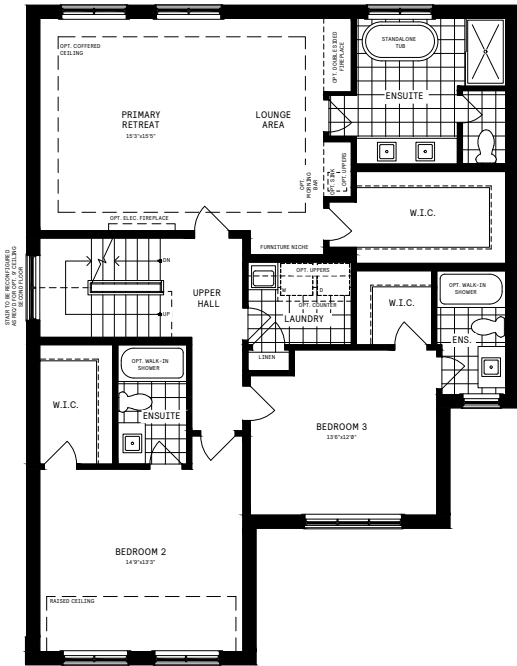 OPT. COFFERED
CEILING
OPT. DOUBLE SIDED
FIREPLACE
STANDALONE
TUB
ENSUITE
PRIMARY
RETREAT
15'3"x15'5"
LOUNGE
AREA
OPT.
MORNING
BAR
OPT. SINK
OPT. UPPERS
OPT. ELEC. FIREPLACE
W.I.C.
FURNITURE NICHE
STAIR TO BE RECONFIGURED
AS REQ'D FOR OPT. 9' CEILING
SECOND FLOOR
DN
UP
UPPER
HALL
OPT. UPPERS
W
D
OPT. COUNTER
LAUNDRY
LINEN
W.I.C.
OPT. WALK-IN
SHOWER
ENS.
OPT. WALK-IN
SHOWER
W.I.C.
ENSUITE
BEDROOM 3
13'6"x12'0"
BEDROOM 2
14'9"x13'3"
RAISED CEILING